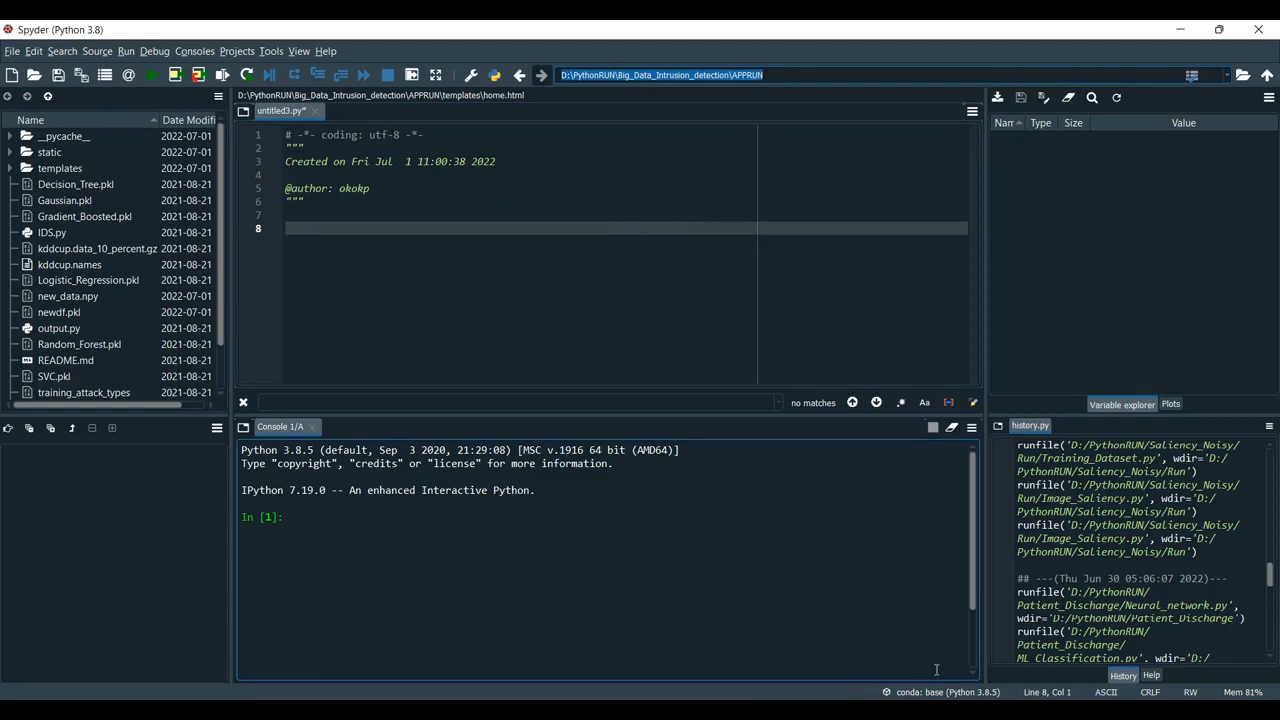 Spyder (Python 3.8)
File Edit Search Source Run Debug Consoles Projects Tools View Help
D:\PythonRUN\Big_Data_Intrusion_detection\APPRUN
D:\PythonRUN\Big_Data_Intrusion_detection\APPRUN\templates\home.html
Name Date Modifi
__pycache__ 2022-07-01
static 2022-07-01
templates 2022-07-01
Decision_Tree.pkl 2021-08-21
Gaussian.pkl 2021-08-21
Gradient_Boosted.pkl 2021-08-21
IDS.py 2021-08-21
kddcup.data_10_percent.gz 2021-08-21
kddcup.names 2021-08-21
Logistic_Regression.pkl 2021-08-21
new_data.npy 2022-07-01
newdf.pkl 2022-07-01
output.py 2021-08-21
Random_Forest.pkl 2021-08-21
README.md 2021-08-21
SVC.pkl 2021-08-21
training_attack_types 2021-08-21
untitled3.py*
1 # -*- coding: utf-8 -*-
2 """
3 Created on Fri Jul  1 11:00:38 2022
4
5 @author: okokp
6 """
7
8
no matches
Aa
Console 1/A
Python 3.8.5 (default, Sep  3 2020, 21:29:08) [MSC v.1916 64 bit (AMD64)]
Type "copyright", "credits" or "license" for more information.
IPython 7.19.0 -- An enhanced Interactive Python.
In [1]:
Nam Type Size Value
Variable explorer Plots
history.py
runfile('D:/PythonRUN/Saliency_Noisy/
Run/Training_Dataset.py', wdir='D:/
PythonRUN/Saliency_Noisy/Run')
runfile('D:/PythonRUN/Saliency_Noisy/
Run/Image_Saliency.py', wdir='D:/
PythonRUN/Saliency_Noisy/Run')
runfile('D:/PythonRUN/Saliency_Noisy/
Run/Image_Saliency.py', wdir='D:/
PythonRUN/Saliency_Noisy/Run')
## ---(Thu Jun 30 05:06:07 2022)---
runfile('D:/PythonRUN/
Patient_Discharge/Neural_network.py',
wdir='D:/PythonRUN/Patient_Discharge')
runfile('D:/PythonRUN/
Patient_Discharge/
ML_Classification.py', wdir='D:/
History Help
conda: base (Python 3.8.5) Line 8, Col 1 ASCII CRLF RW Mem 81%